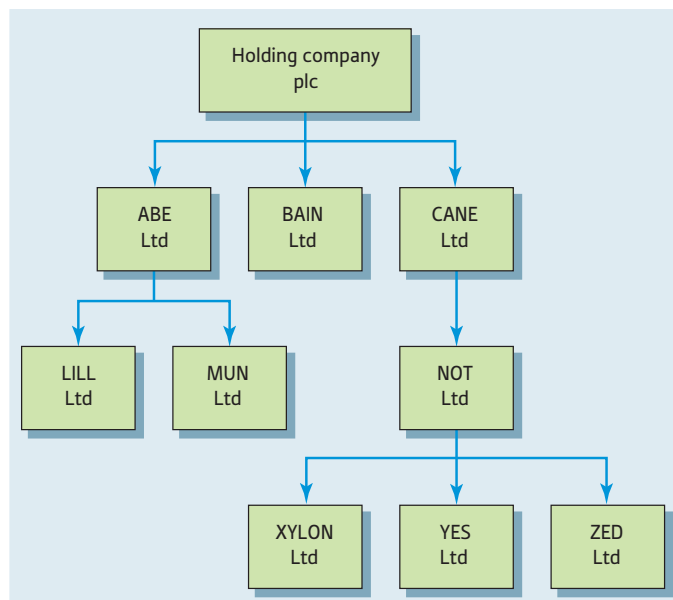 Holding company
plc
ABE
Ltd
BAIN
Ltd
CANE
Ltd
LILL
Ltd
MUN
Ltd
NOT
Ltd
XYLON
Ltd
YES
Ltd
ZED
Ltd